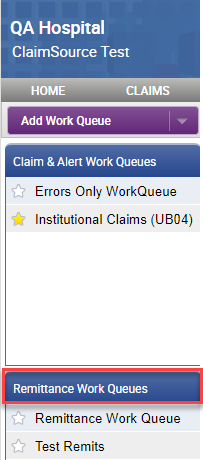 QA Hospital
ClaimSource Test
HOME CLAIMS
Add Work Queue
Claim & Alert Work Queues
Errors Only WorkQueue
Institutional Claims (UB04)
Remittance Work Queues
Remittance Work Queue
Test Remits